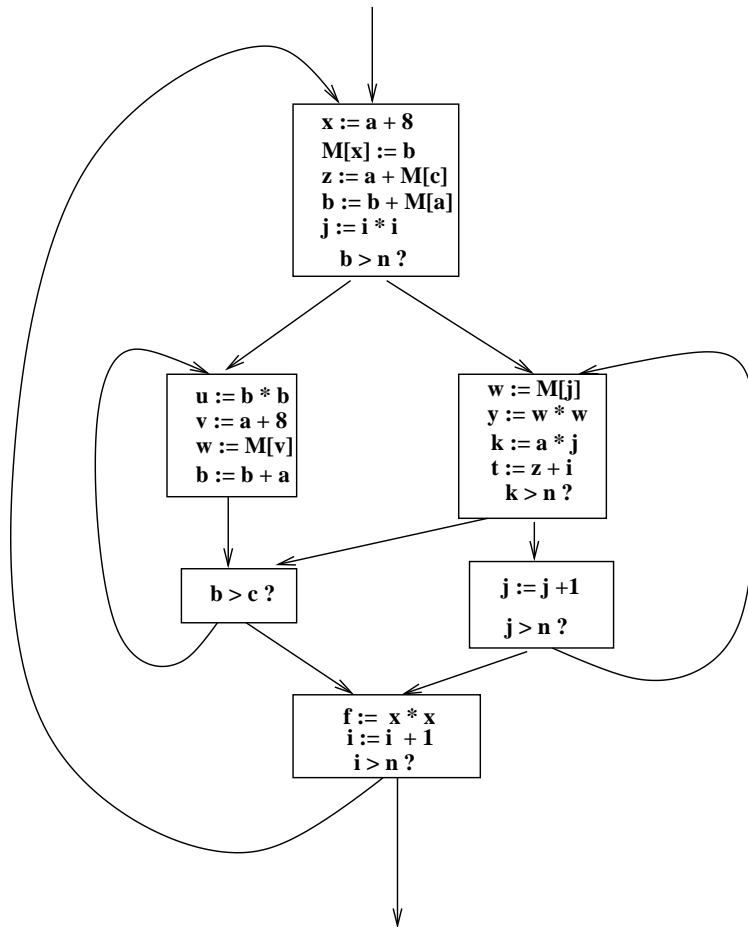 x := a + 8
M[x] := b
z := a + M[c]
b := b + M[a]
j := i * i
b > n ?
u := b * b
v := a + 8
w := M[v]
b := b + a
w := M[j]
y := w * w
k := a * j
t := z + i
k > n ?
b > c ?
j := j +1
j > n ?
f := x * x
i := i + 1
i > n ?